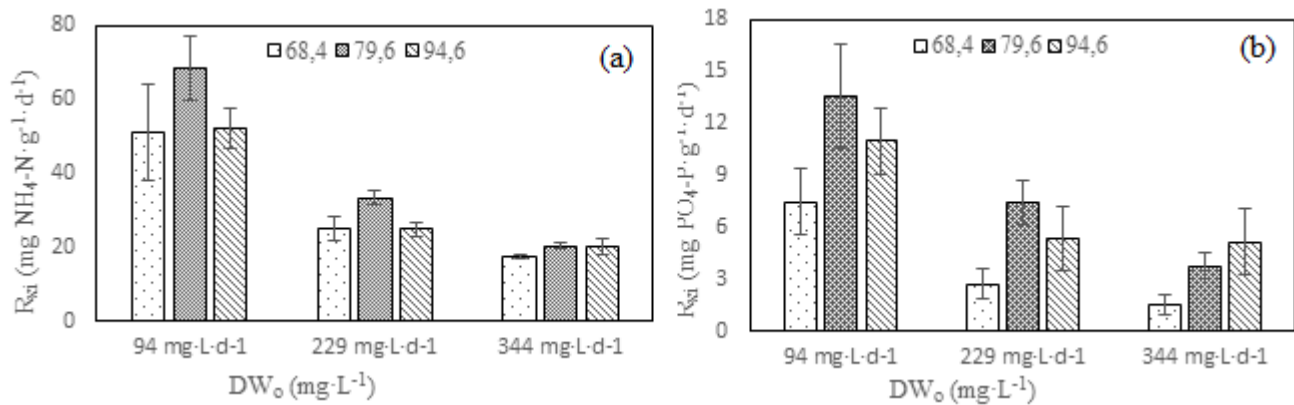 80
60
40
20
0
R xi (mg NH₄-N·g⁻¹·d⁻¹)
68,4 79,6 94,6
(a)
94 mg·L·d-1 229 mg·L·d-1 344 mg·L·d-1
DWₒ (mg·L⁻¹)
18
15
12
9
6
3
0
R xi (mg PO₄-P·g⁻¹·d⁻¹)
68,4 79,6 94,6
(b)
94 mg·L·d-1 229 mg·L·d-1 344 mg·L·d-1
DWₒ (mg·L⁻¹)